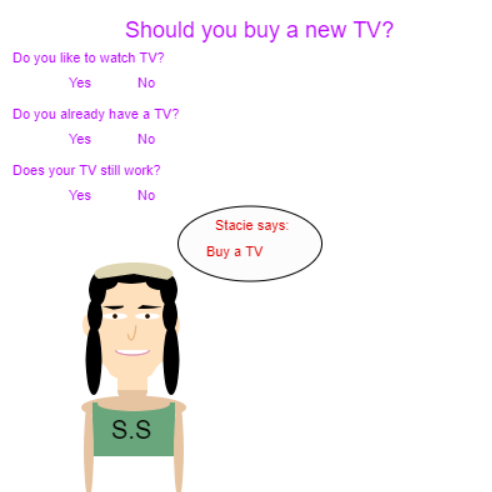 Should you buy a new TV?
Do you like to watch TV?
Yes No
Do you already have a TV?
Yes No
Does your TV still work?
Yes No
Stacie says:
Buy a TV
S.S